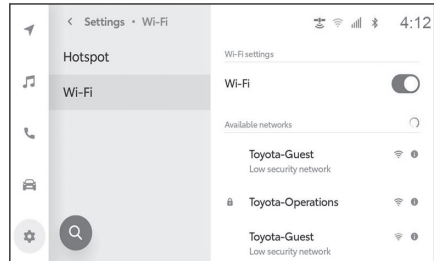 < Settings • Wi-Fi
4:12
Hotspot
Wi-Fi
Wi-Fi settings
Wi-Fi
Available networks
Toyota-Guest
Low security network
Toyota-Operations
Toyota-Guest
Low security network